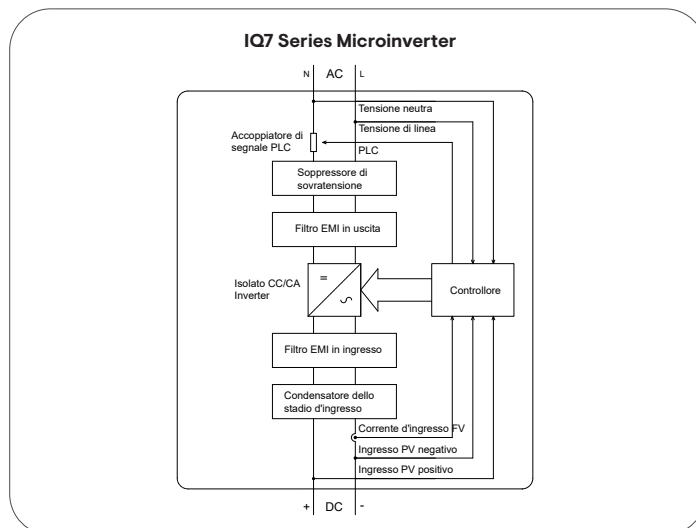 IQ7 Series Microinverter
N AC L
Tensione neutra
Tensione di linea
Accoppiatore di
segnale PLC
PLC
Soppressore di
sovratensione
Filtro EMI in uscita
Isolato CC/CA
Inverter
=
∿
Controllore
Filtro EMI in ingresso
Condensatore dello
stadio d'ingresso
Corrente d'ingresso FV
Ingresso PV negativo
Ingresso PV positivo
+ DC -